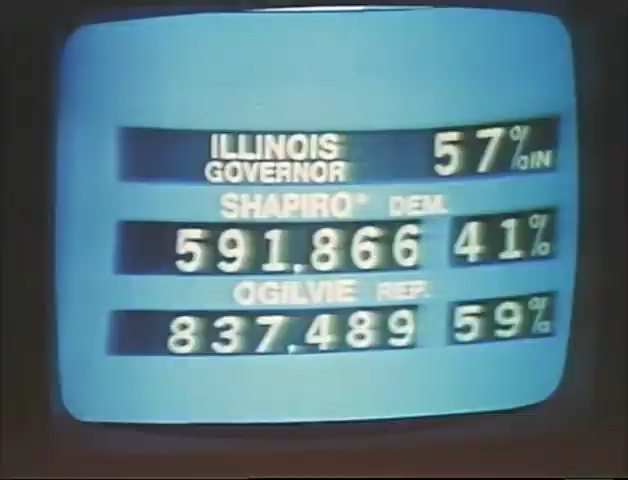 ILLINOIS
GOVERNOR 57% IN
SHAPIRO* DEM.
591,866 41%
OGILVIE REP.
837,489 59%